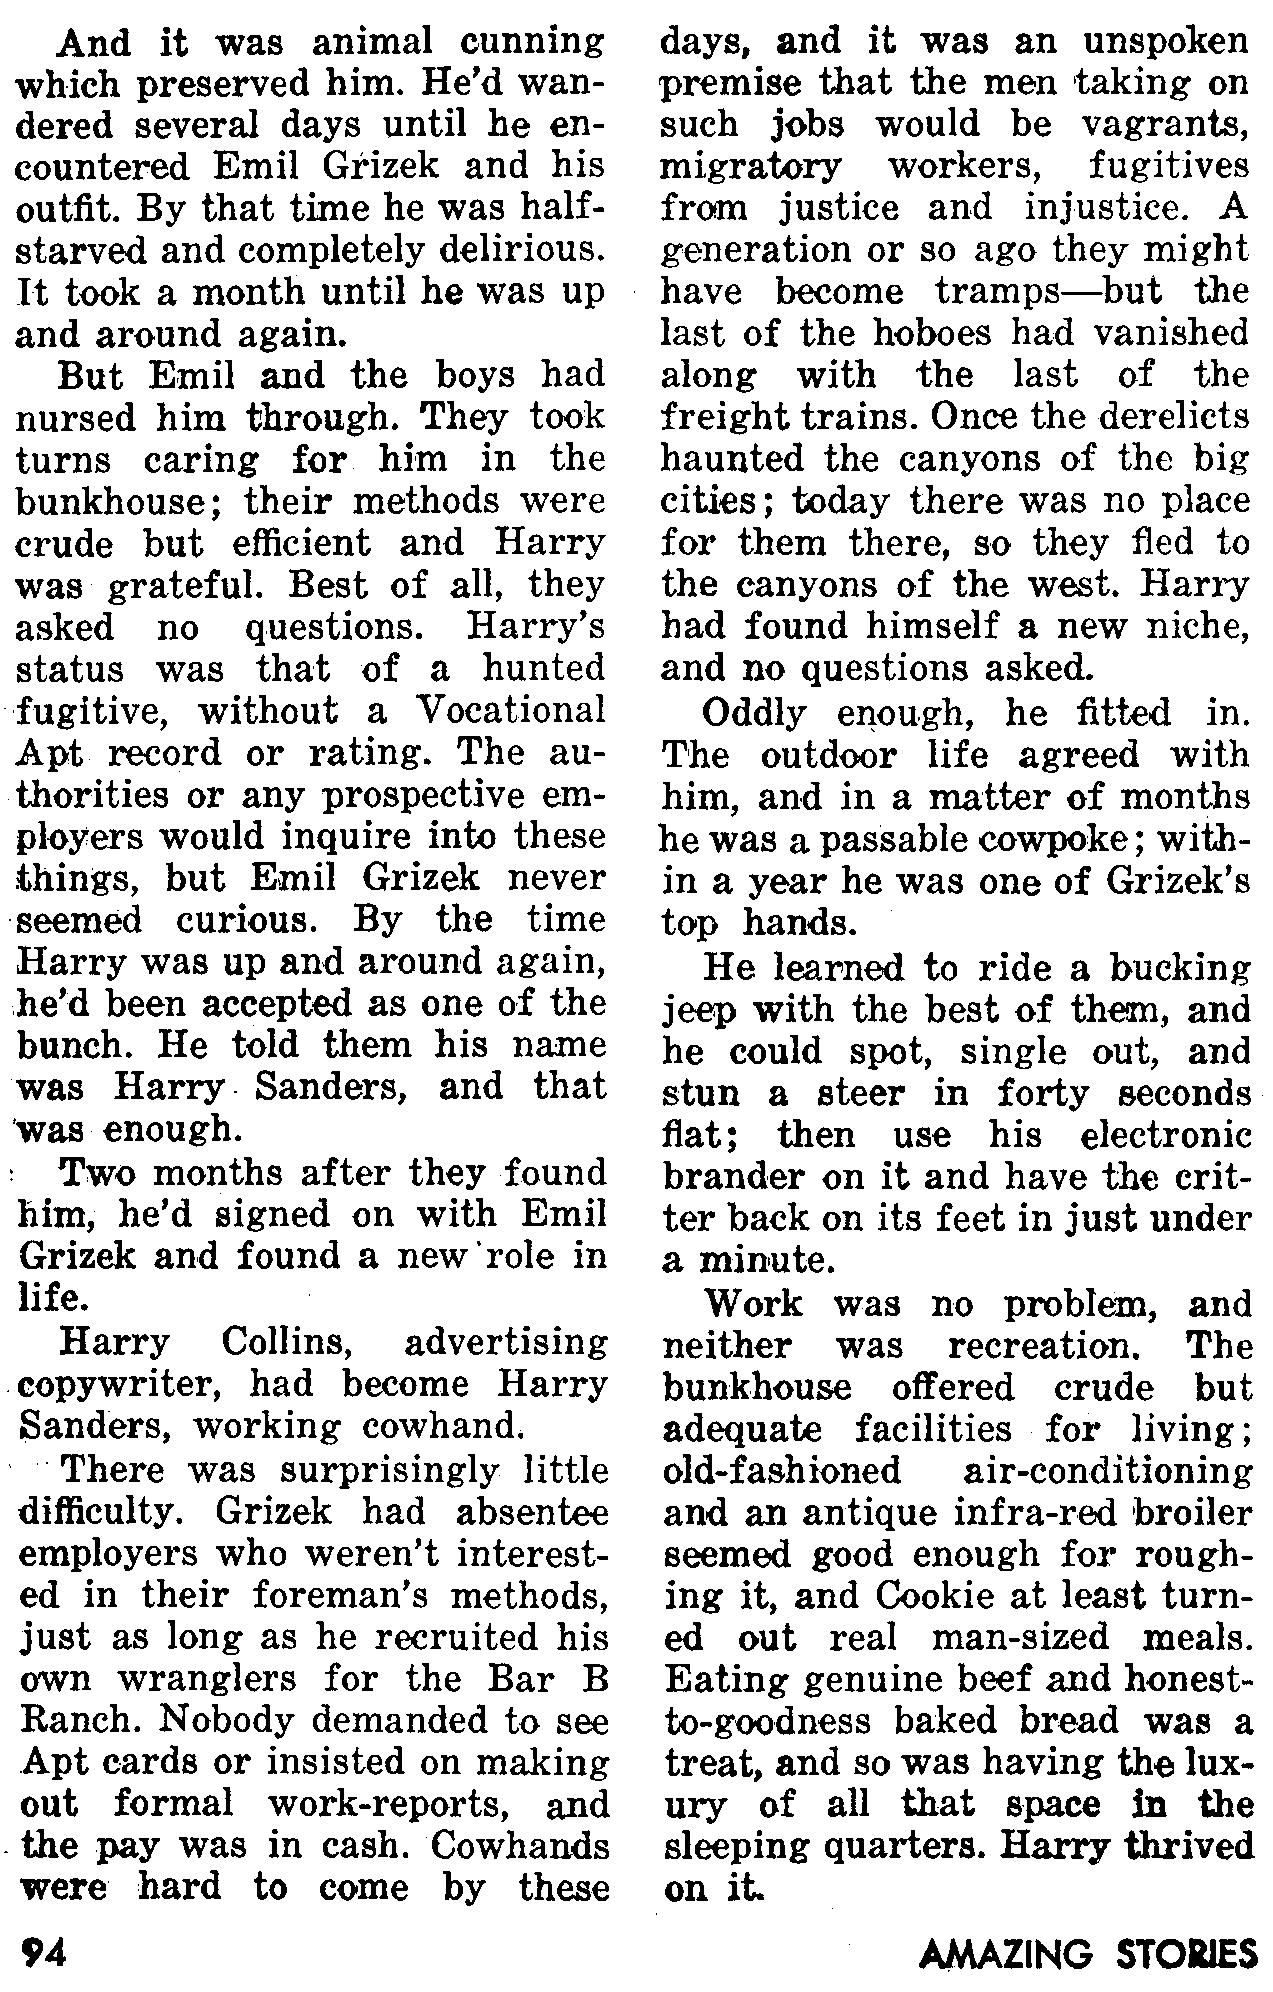 And it was animal cunning
which preserved him. He'd wan-
dered several days until he en-
countered Emil Grizek and his
outfit. By that time he was half-
starved and completely delirious.
It took a month until he was up
and around again.
But Emil and the boys had
nursed him through. They took
turns caring for him in the
bunkhouse; their methods were
crude but efficient and Harry
was grateful. Best of all, they
asked no questions. Harry's
status was that of a hunted
fugitive, without a Vocational
Apt record or rating. The au-
thorities or any prospective em-
ployers would inquire into these
things, but Emil Grizek never
seemed curious. By the time
Harry was up and around again,
he'd been accepted as one of the
bunch. He told them his name
was Harry Sanders, and that
was enough.
Two months after they found
him, he'd signed on with Emil
Grizek and found a new role in
life.
Harry Collins, advertising
copywriter, had become Harry
Sanders, working cowhand.
There was surprisingly little
difficulty. Grizek had absentee
employers who weren't interest-
ed in their foreman's methods,
just as long as he recruited his
own wranglers for the Bar B
Ranch. Nobody demanded to see
Apt cards or insisted on making
out formal work-reports, and
the pay was in cash. Cowhands
were hard to come by these
days, and it was an unspoken
premise that the men taking on
such jobs would be vagrants,
migratory workers, fugitives
from justice and injustice. A
generation or so ago they might
have become tramps—but the
last of the hoboes had vanished
along with the last of the
freight trains. Once the derelicts
haunted the canyons of the big
cities; today there was no place
for them there, so they fled to
the canyons of the west. Harry
had found himself a new niche,
and no questions asked.
Oddly enough, he fitted in.
The outdoor life agreed with
him, and in a matter of months
he was a passable cowpoke; with-
in a year he was one of Grizek's
top hands.
He learned to ride a bucking
jeep with the best of them, and
he could spot, single out, and
stun a steer in forty seconds
flat; then use his electronic
brander on it and have the crit-
ter back on its feet in just under
a minute.
Work was no problem, and
neither was recreation. The
bunkhouse offered crude but
adequate facilities for living;
old-fashioned air-conditioning
and an antique infra-red broiler
seemed good enough for rough-
ing it, and Cookie at least turn-
ed out real man-sized meals.
Eating genuine beef and honest-
to-goodness baked bread was a
treat, and so was having the lux-
ury of all that space in the
sleeping quarters. Harry thrived
on it.
94
AMAZING STORIES